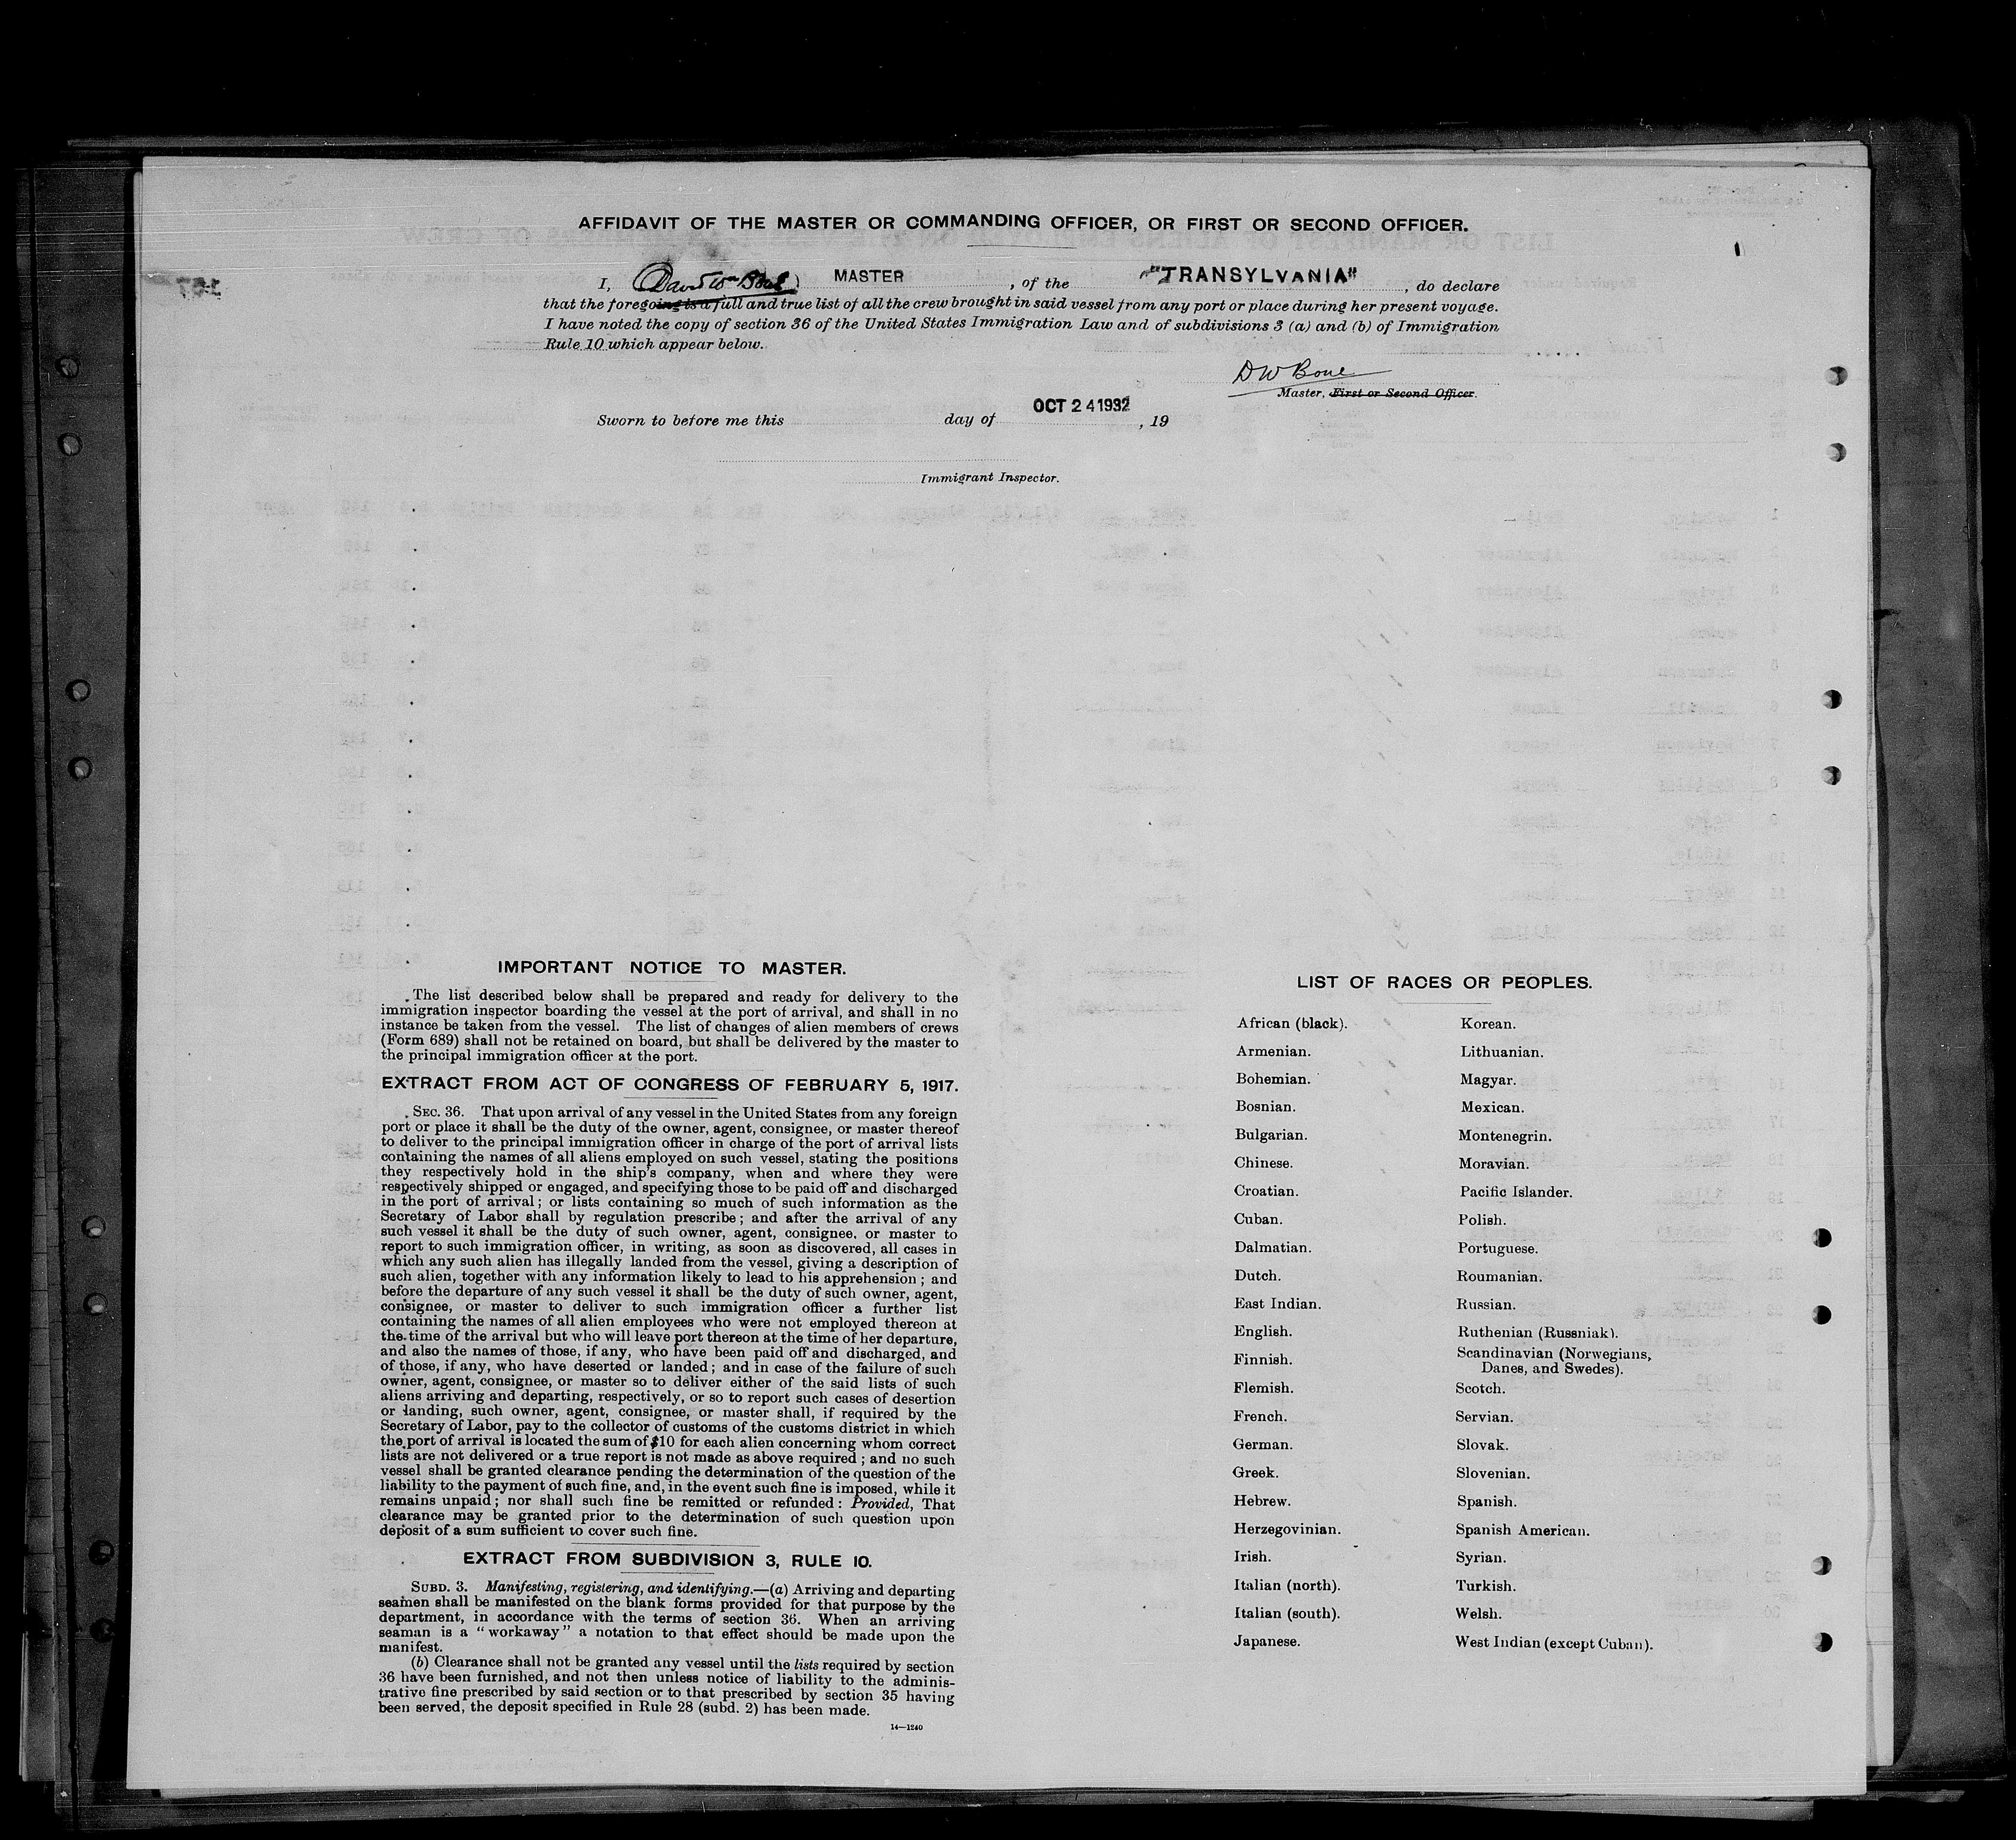 AFFIDAVIT OF THE MASTER OR COMMANDING OFFICER, OR FIRST OR SECOND OFFICER.
I, David Wm Bone MASTER, of the "TRANSYLVANIA", do declare
that the foregoing is a full and true list of all the crew brought in said vessel from any port or place during her present voyage.
I have noted the copy of section 36 of the United States Immigration Law and of subdivisions 3 (a) and (b) of Immigration
Rule 10 which appear below.
DW Bone
Master, First or Second Officer.
Sworn to before me this day of OCT 24 1932, 19
Immigrant Inspector.
IMPORTANT NOTICE TO MASTER.
The list described below shall be prepared and ready for delivery to the
immigration inspector boarding the vessel at the port of arrival, and shall in no
instance be taken from the vessel. The list of changes of alien members of crews
(Form 689) shall not be retained on board, but shall be delivered by the master to
the principal immigration officer at the port.
EXTRACT FROM ACT OF CONGRESS OF FEBRUARY 5, 1917.
SEC. 36. That upon arrival of any vessel in the United States from any foreign
port or place it shall be the duty of the owner, agent, consignee, or master thereof
to deliver to the principal immigration officer in charge of the port of arrival lists
containing the names of all aliens employed on such vessel, stating the positions
they respectively hold in the ship's company, when and where they were
respectively shipped or engaged, and specifying those to be paid off and discharged
in the port of arrival; or lists containing so much of such information as the
Secretary of Labor shall by regulation prescribe; and after the arrival of any
such vessel it shall be the duty of such owner, agent, consignee, or master to
report to such immigration officer, in writing, as soon as discovered, all cases in
which any such alien has illegally landed from the vessel, giving a description of
such alien, together with any information likely to lead to his apprehension; and
before the departure of any such vessel it shall be the duty of such owner, agent,
consignee, or master to deliver to such immigration officer a further list
containing the names of all alien employees who were not employed thereon at
the time of the arrival but who will leave port thereon at the time of her departure,
and also the names of those, if any, who have been paid off and discharged, and
of those, if any, who have deserted or landed; and in case of the failure of such
owner, agent, consignee, or master so to deliver either of the said lists of such
aliens arriving and departing, respectively, or so to report such cases of desertion
or landing, such owner, agent, consignee, or master shall, if required by the
Secretary of Labor, pay to the collector of customs of the customs district in which
the port of arrival is located the sum of $10 for each alien concerning whom correct
lists are not delivered or a true report is not made as above required; and no such
vessel shall be granted clearance pending the determination of the question of the
liability to the payment of such fine, and, in the event such fine is imposed, while it
remains unpaid; nor shall such fine be remitted or refunded: Provided, That
clearance may be granted prior to the determination of such question upon
deposit of a sum sufficient to cover such fine.
EXTRACT FROM SUBDIVISION 3, RULE 10.
SUBD. 3. Manifesting, registering, and identifying.—(a) Arriving and departing
seamen shall be manifested on the blank forms provided for that purpose by the
department, in accordance with the terms of section 36. When an arriving
seaman is a "workaway" a notation to that effect should be made upon the
manifest.
(b) Clearance shall not be granted any vessel until the lists required by section
36 have been furnished, and not then unless notice of liability to the adminis-
trative fine prescribed by said section or to that prescribed by section 35 having
been served, the deposit specified in Rule 28 (subd. 2) has been made.
14—1240
LIST OF RACES OR PEOPLES.
African (black).
Armenian.
Bohemian.
Bosnian.
Bulgarian.
Chinese.
Croatian.
Cuban.
Dalmatian.
Dutch.
East Indian.
English.
Finnish.
Flemish.
French.
German.
Greek.
Hebrew.
Herzegovinian.
Irish.
Italian (north).
Italian (south).
Japanese.
Korean.
Lithuanian.
Magyar.
Mexican.
Montenegrin.
Moravian.
Pacific Islander.
Polish.
Portuguese.
Roumanian.
Russian.
Ruthenian (Russniak).
Scandinavian (Norwegians,
Danes, and Swedes).
Scotch.
Servian.
Slovak.
Slovenian.
Spanish.
Spanish American.
Syrian.
Turkish.
Welsh.
West Indian (except Cuban).